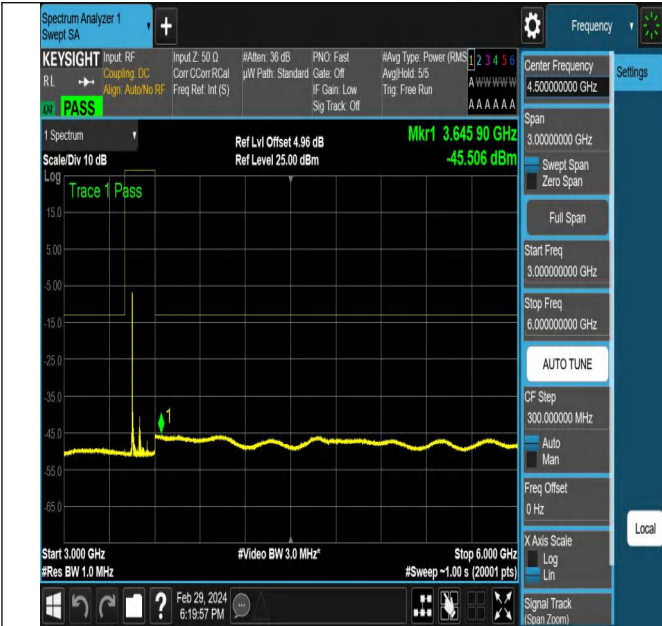 Spectrum Analyzer 1
Swept SA
Frequency
KEYSIGHT
RL
PASS
Input: RF
Coupling: DC
Align: Auto/No RF
Input Z: 50 Ω
Corr CCorr RCal
Freq Ref: Int (S)
#Atten: 36 dB
µW Path: Standard
PNO: Fast
Gate: Off
IF Gain: Low
Sig Track: Off
#Avg Type: Power (RMS
Avg|Hold: 5/5
Trig: Free Run
1 2 3 4 5 6
A W W W W W
A A A A A A
1 Spectrum
Scale/Div 10 dB
Ref Lvl Offset 4.96 dB
Ref Level 25.00 dBm
Mkr1 3.645 90 GHz
-45.506 dBm
Log
Trace 1 Pass
15.0
5.00
-5.00
-15.0
-25.0
-35.0
-45.0
-55.0
-65.0
1
Start 3.000 GHz
#Res BW 1.0 MHz
#Video BW 3.0 MHz*
Stop 6.000 GHz
#Sweep ~1.00 s (20001 pts)
Feb 29, 2024
6:19:57 PM
Center Frequency
4.500000000 GHz
Settings
Span
3.00000000 GHz
Swept Span
Zero Span
Full Span
Start Freq
3.000000000 GHz
Stop Freq
6.000000000 GHz
AUTO TUNE
CF Step
300.000000 MHz
Auto
Man
Freq Offset
0 Hz
X Axis Scale
Log
Lin
Local
Signal Track
(Span Zoom)